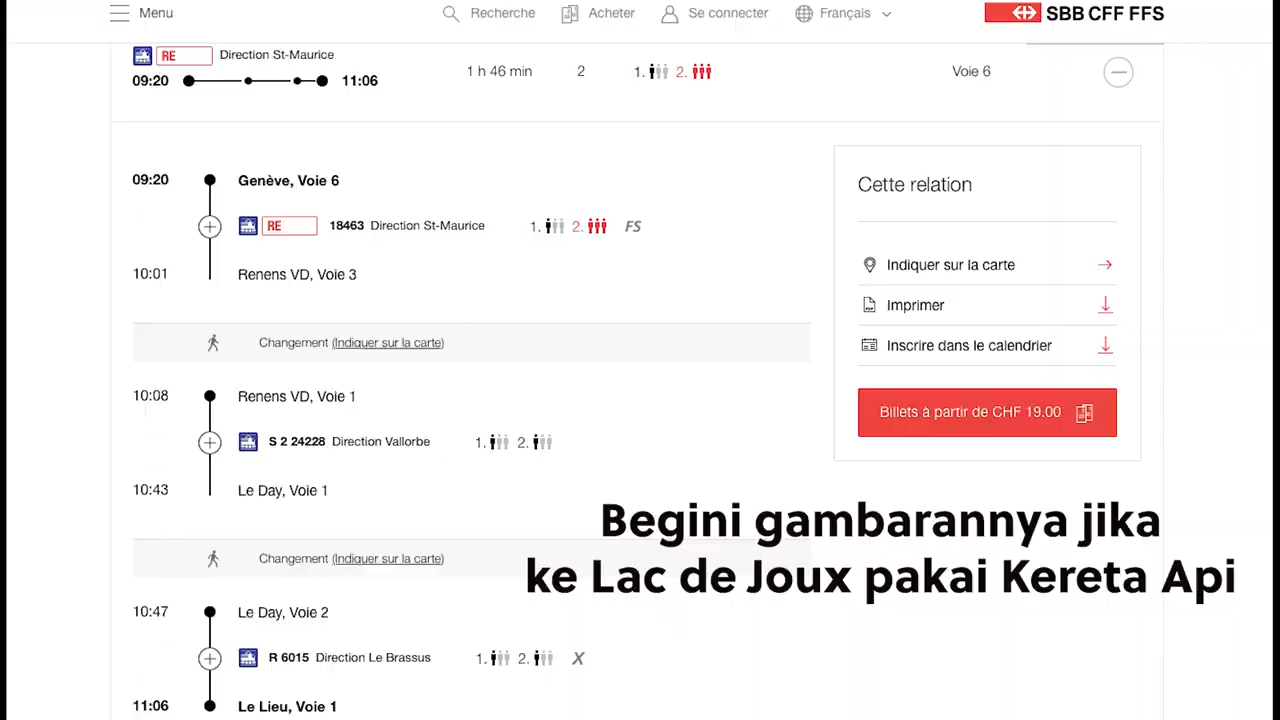 Menu Recherche Acheter Se connecter Français SBB CFF FFS
RE Direction St-Maurice
09:20 11:06 1 h 46 min 2 1. 2. Voie 6
09:20 Genève, Voie 6
RE 18463 Direction St-Maurice 1. 2. FS
10:01 Renens VD, Voie 3
Changement (Indiquer sur la carte)
10:08 Renens VD, Voie 1
S 2 24228 Direction Vallorbe 1. 2.
10:43 Le Day, Voie 1
Changement (Indiquer sur la carte)
10:47 Le Day, Voie 2
R 6015 Direction Le Brassus 1. 2. X
11:06 Le Lieu, Voie 1
Cette relation
Indiquer sur la carte
Imprimer
Inscrire dans le calendrier
Billets à partir de CHF 19.00
Begini gambarannya jika
ke Lac de Joux pakai Kereta Api